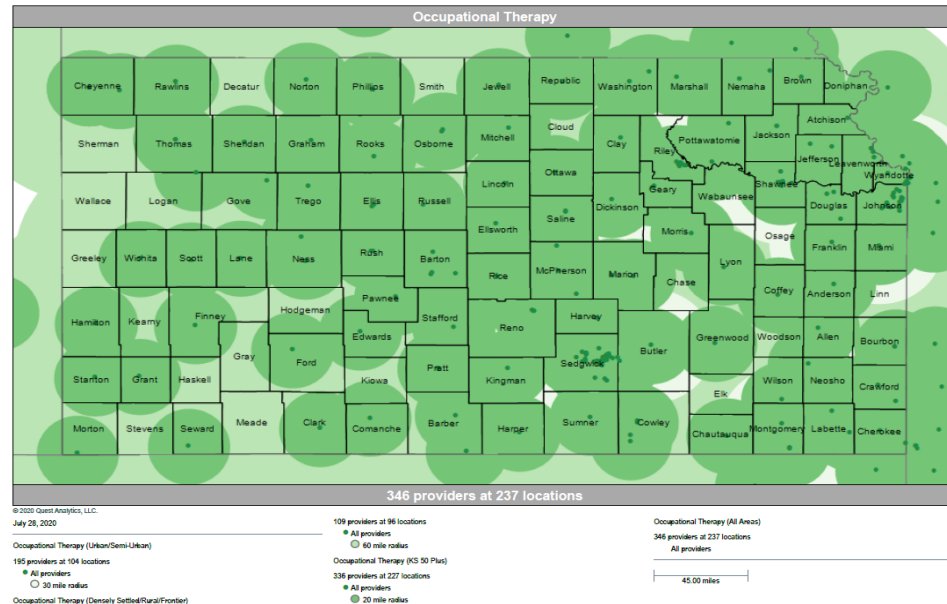 Occupational Therapy
Cheyenne Rawlins Decatur Norton Phillips Smith Jewell Republic Washington Marshall Nemaha Brown Doniphan
Atchison
Sherman Thomas Sheridan Graham Rooks Osborne Mitchell Cloud Clay Riley Pottawatomie Jackson Jefferson Leavenworth
Wyandotte
Wallace Logan Gove Trego Ellis Russell Lincoln Ottawa Dickinson Geary Wabaunsee Shawnee Douglas Johnson
Greeley Wichita Scott Lane Ness Rush Barton Ellsworth Saline Morris Osage Franklin Miami
Rice McPherson Marion Chase Lyon Coffey Anderson Linn
Hamilton Kearny Finney Hodgeman Pawnee Stafford Reno Harvey
Gray Ford Edwards Sedgwick Butler Greenwood Woodson Allen Bourbon
Stanton Grant Haskell Kiowa Pratt Kingman Elk Wilson Neosho Crawford
Morton Stevens Seward Meade Clark Comanche Barber Harper Sumner Cowley Chautauqua Montgomery Labette Cherokee
346 providers at 237 locations
© 2020 Quest Analytics, LLC.
July 28, 2020
Occupational Therapy (Urban/Semi-Urban)
195 providers at 104 locations
All providers
30 mile radius
Occupational Therapy (Densely Settled/Rural/Frontier)
109 providers at 96 locations
All providers
60 mile radius
Occupational Therapy (KS 50 Plus)
336 providers at 227 locations
All providers
20 mile radius
Occupational Therapy (All Areas)
346 providers at 237 locations
All providers
45.00 miles